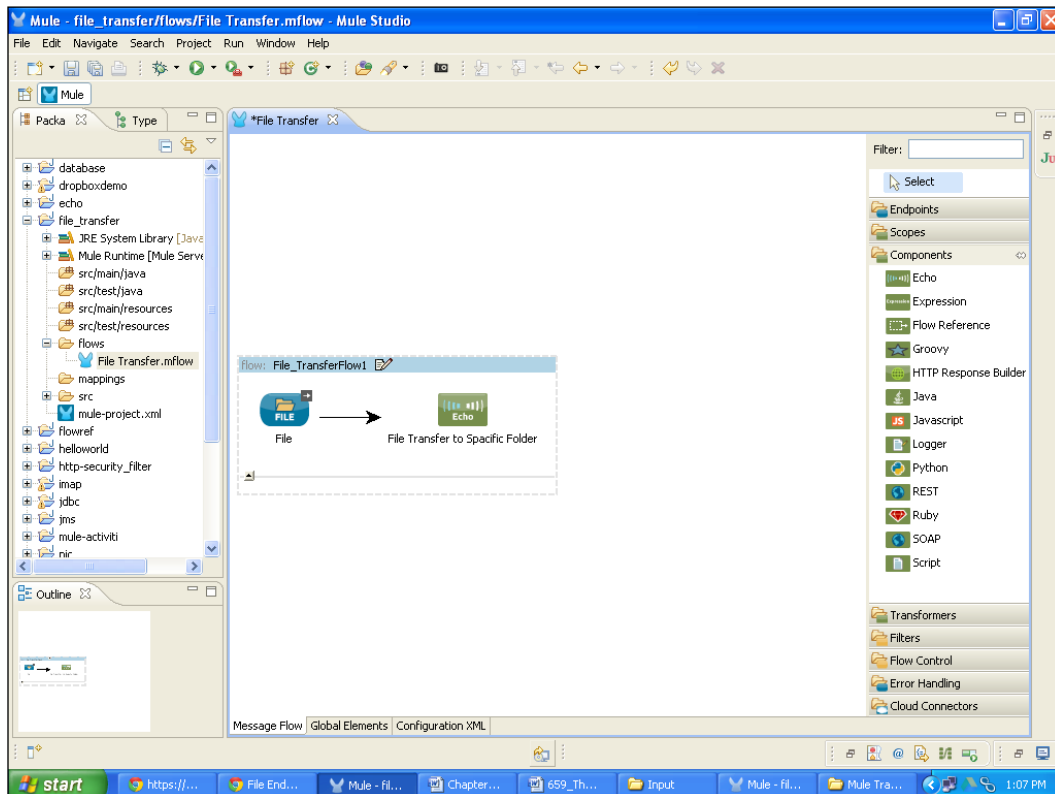 Mule - file_transfer/flows/File Transfer.mflow - Mule Studio
File Edit Navigate Search Project Run Window Help
Mule
Packa
Type
*File Transfer
database
dropboxdemo
echo
file_transfer
JRE System Library [Java
Mule Runtime [Mule Serve
src/main/java
src/test/java
src/main/resources
src/test/resources
flows
File Transfer.mflow
mappings
src
mule-project.xml
flowref
helloworld
http-security_filter
imap
jdbc
jms
mule-activiti
Outline
flow: File_TransferFlow1
FILE
File
Echo
File Transfer to Spacific Folder
Message Flow
Global Elements
Configuration XML
Filter:
Select
Endpoints
Scopes
Components
Echo
Expression
Flow Reference
Groovy
HTTP Response Builder
Java
JS Javascript
Logger
Python
REST
Ruby
SOAP
Script
Transformers
Filters
Flow Control
Error Handling
Cloud Connectors
Ju
start
https://...
File End...
Mule - fil...
Chapter...
659_Th...
Input
Mule - fil...
Mule Tra...
1:07 PM